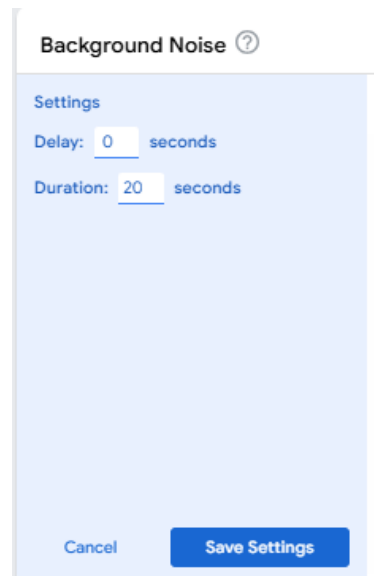 Background Noise ?
Settings
Delay: 0 seconds
Duration: 20 seconds
Cancel Save Settings